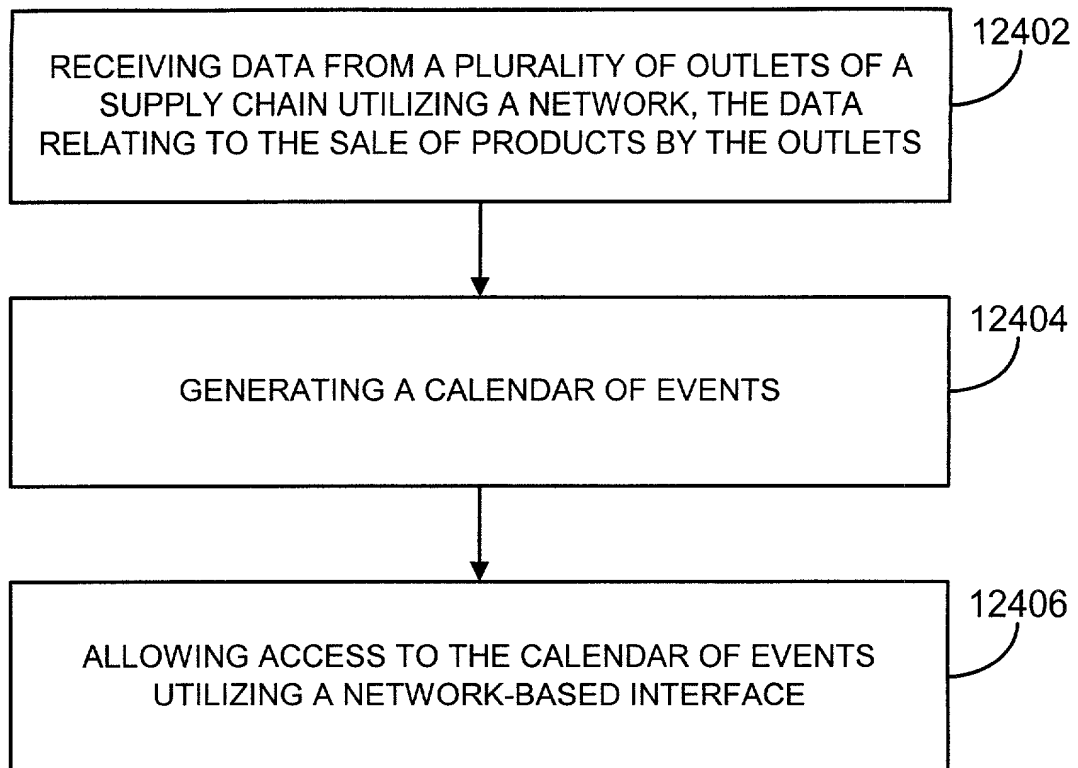 12402
RECEIVING DATA FROM A PLURALITY OF OUTLETS OF A
SUPPLY CHAIN UTILIZING A NETWORK, THE DATA
RELATING TO THE SALE OF PRODUCTS BY THE OUTLETS
12404
GENERATING A CALENDAR OF EVENTS
12406
ALLOWING ACCESS TO THE CALENDAR OF EVENTS
UTILIZING A NETWORK-BASED INTERFACE